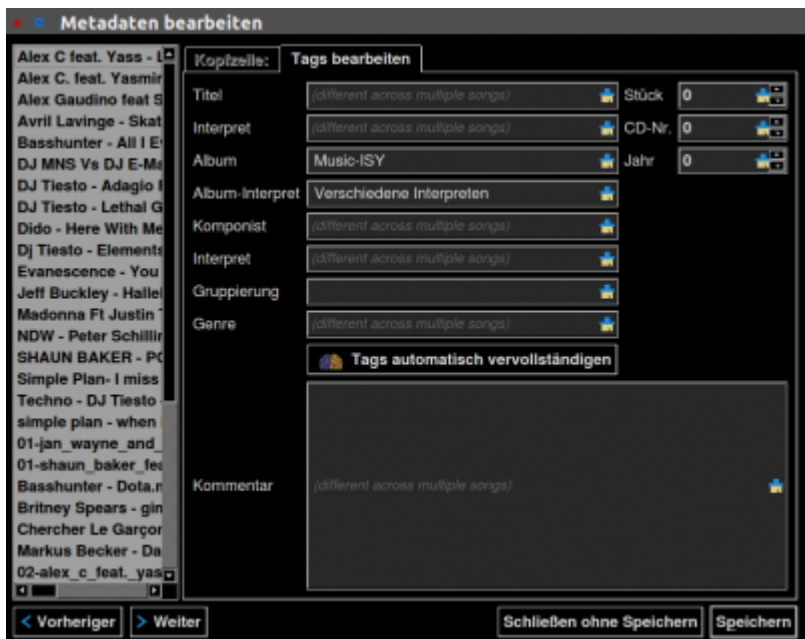 Metadaten bearbeiten
Alex C feat. Yass - L
Alex C. feat. Yasmir
Alex Gaudino feat S
Avril Lavinge - Skat
Basshunter - All I E
DJ MNS Vs DJ E-Ma
DJ Tiesto - Adagio
DJ Tiesto - Lethal G
Dido - Here With Me
Dj Tiesto - Elements
Evanescence - You
Jeff Buckley - Hallel
Madonna Ft Justin
NDW - Peter Schillin
SHAUN BAKER - PO
Simple Plan- I miss
Techno - DJ Tiesto -
simple plan - when
01-jan_wayne_and_
01-shaun_baker_fea
Basshunter - Dota.m
Britney Spears - gin
Chercher Le Garçor
Markus Becker - Da
02-alex_c_feat._yas
Kopfzeile: Tags bearbeiten
Titel (different across multiple songs) Stück 0
Interpret (different across multiple songs) CD-Nr. 0
Album Music-ISY Jahr 0
Album-Interpret Verschiedene Interpreten
Komponist (different across multiple songs)
Interpret (different across multiple songs)
Gruppierung
Genre (different across multiple songs)
Tags automatisch vervollständigen
Kommentar (different across multiple songs)
< Vorheriger > Weiter Schließen ohne Speichern Speichern